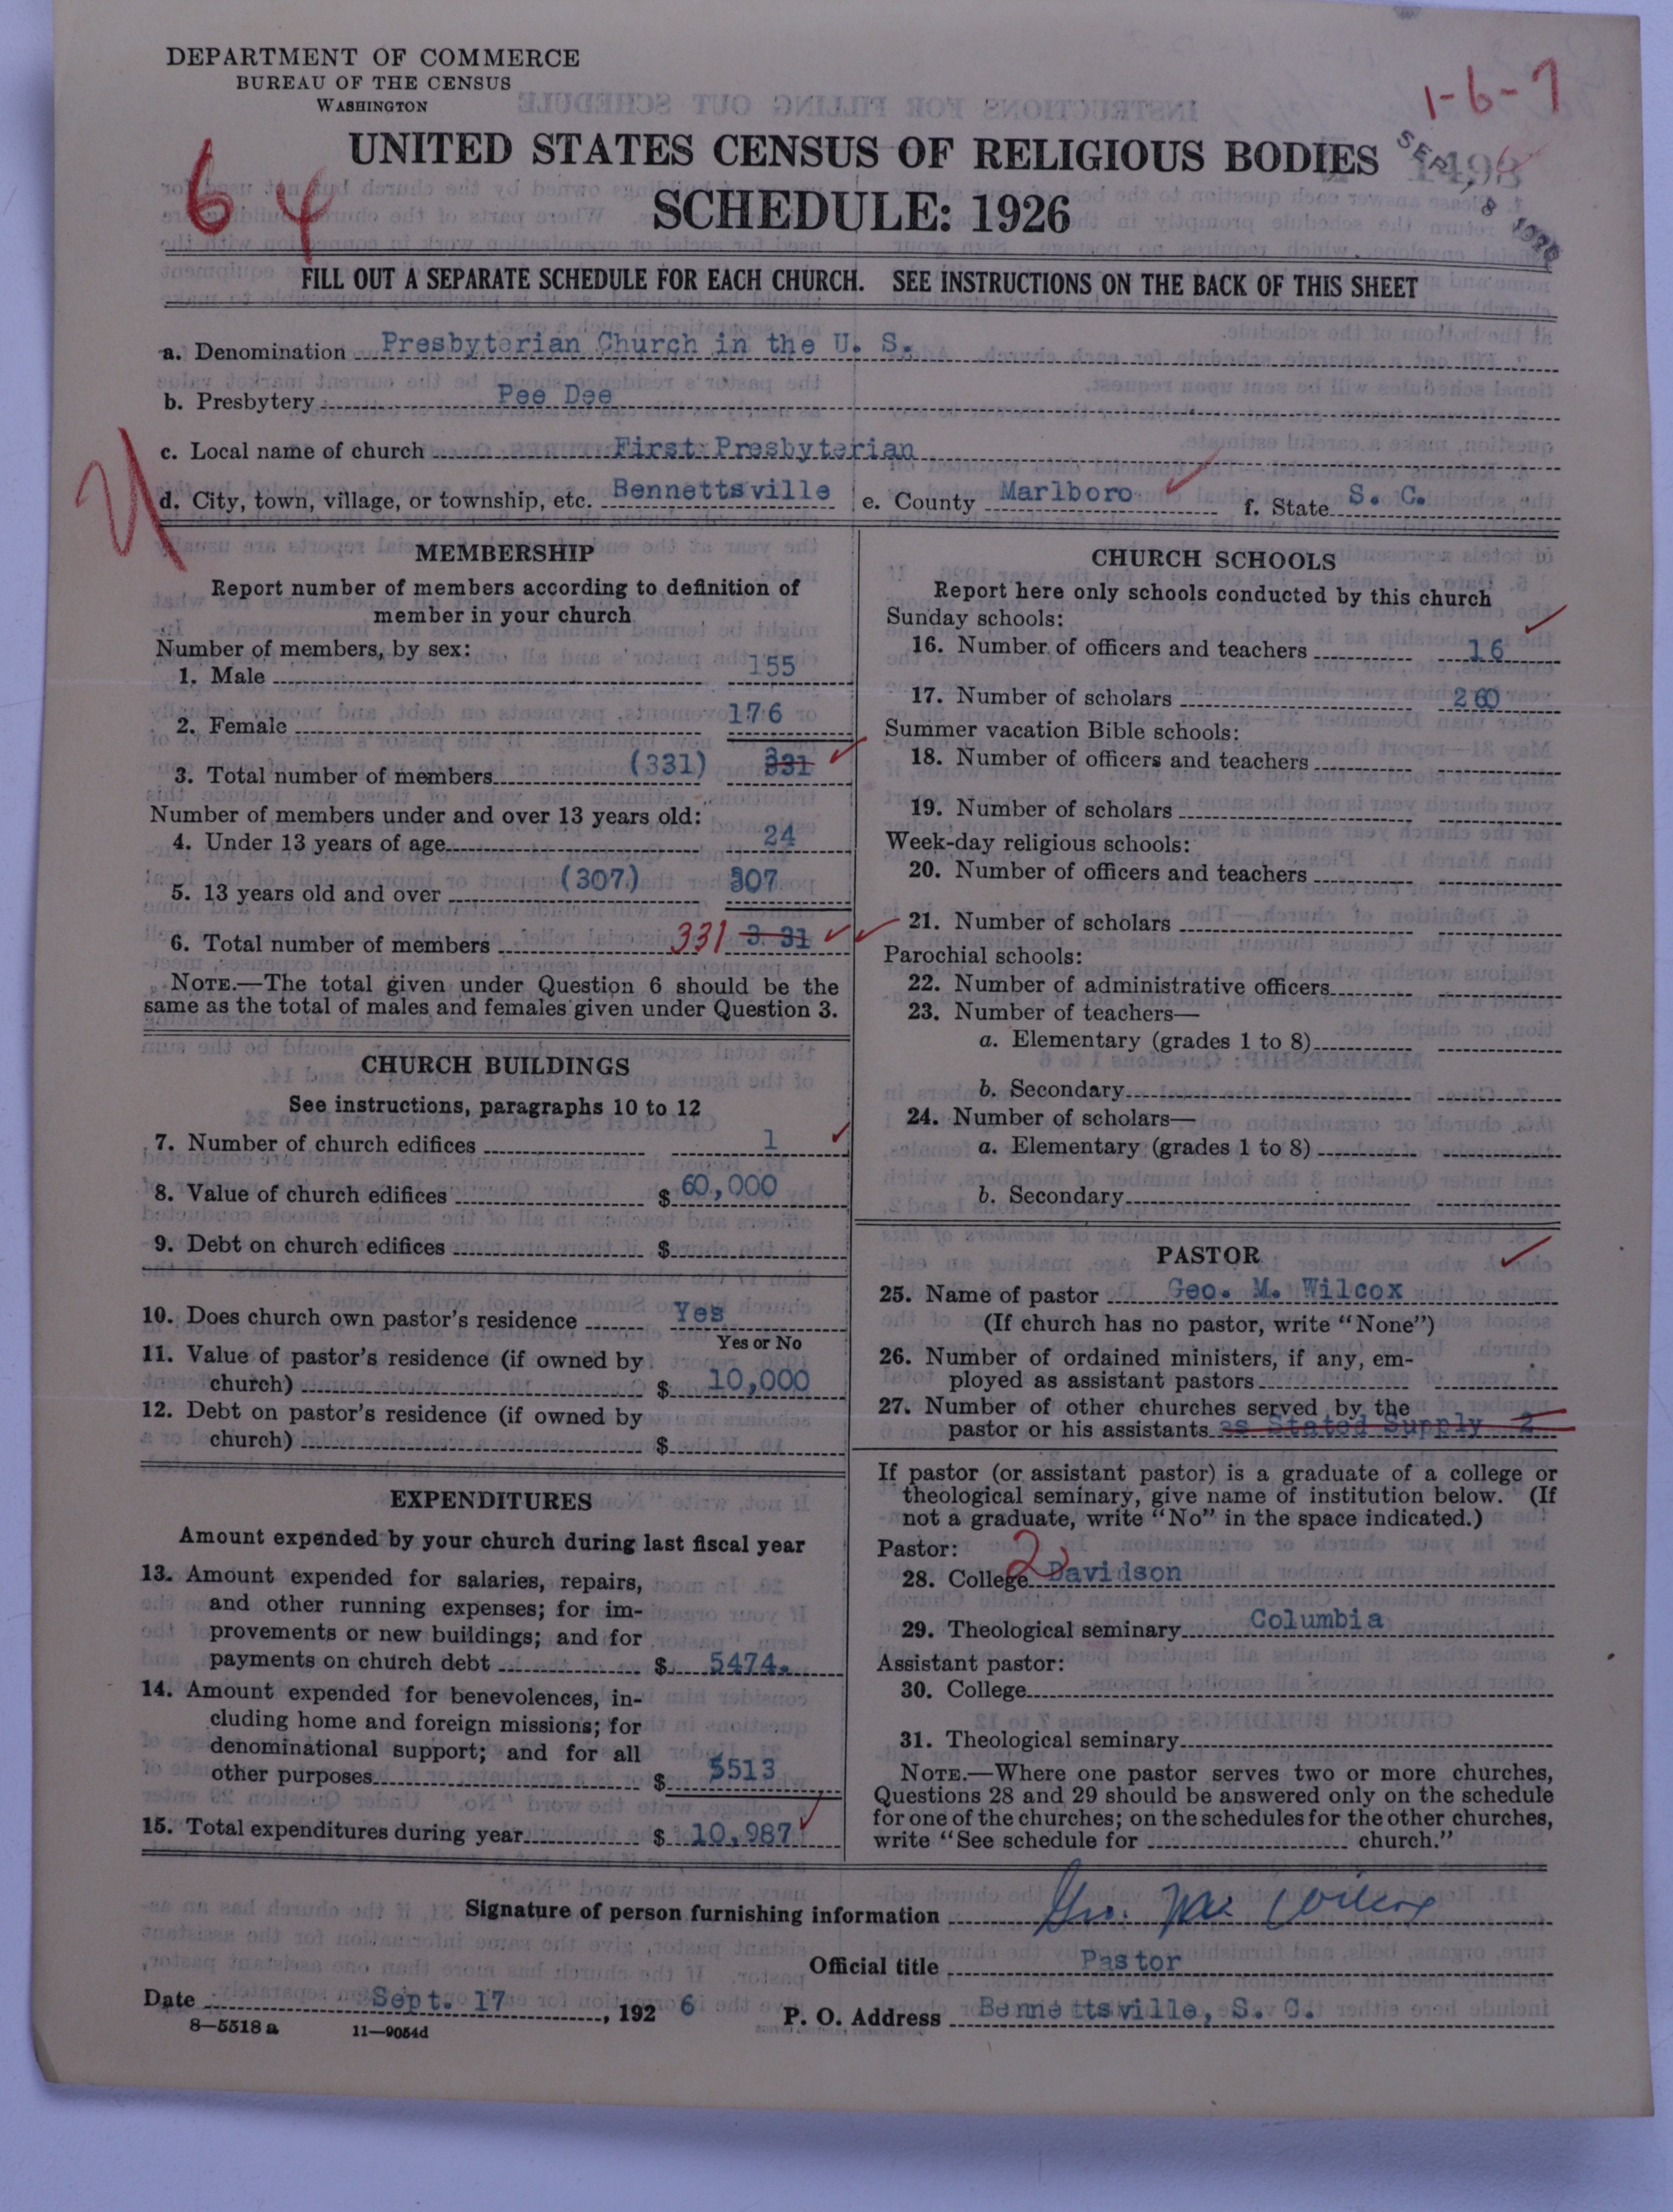 DEPARTMENT OF COMMERCE
BUREAU OF THE CENSUS
WASHINGTON
1-6-7
UNITED STATES CENSUS OF RELIGIOUS BODIES
SCHEDULE: 1926
64
FILL OUT A SEPARATE SCHEDULE FOR EACH CHURCH. SEE INSTRUCTIONS ON THE BACK OF THIS SHEET
a. Denomination Presbyterian Church in the U. S.
b. Presbytery Pee Dee
c. Local name of church First Presbyterian
d. City, town, village, or township, etc. Bennettsville e. County Marlboro f. State S. C.
MEMBERSHIP
Report number of members according to definition of
member in your church
Number of members, by sex:
1. Male 155
2. Female 176
3. Total number of members (331) 331
Number of members under and over 13 years old:
4. Under 13 years of age 24
5. 13 years old and over (307) 307
6. Total number of members 331 3 31
NOTE.—The total given under Question 6 should be the
same as the total of males and females given under Question 3.
CHURCH BUILDINGS
See instructions, paragraphs 10 to 12
7. Number of church edifices 1
8. Value of church edifices $ 60,000
9. Debt on church edifices $
10. Does church own pastor's residence Yes
Yes or No
11. Value of pastor's residence (if owned by
church) $ 10,000
12. Debt on pastor's residence (if owned by
church) $
EXPENDITURES
Amount expended by your church during last fiscal year
13. Amount expended for salaries, repairs,
and other running expenses; for im-
provements or new buildings; and for
payments on church debt $ 5474.
14. Amount expended for benevolences, in-
cluding home and foreign missions; for
denominational support; and for all
other purposes $ 5513
15. Total expenditures during year $ 10,987
CHURCH SCHOOLS
Report here only schools conducted by this church
Sunday schools:
16. Number of officers and teachers 16
17. Number of scholars 260
Summer vacation Bible schools:
18. Number of officers and teachers
19. Number of scholars
Week-day religious schools:
20. Number of officers and teachers
21. Number of scholars
Parochial schools:
22. Number of administrative officers
23. Number of teachers—
a. Elementary (grades 1 to 8)
b. Secondary
24. Number of scholars—
a. Elementary (grades 1 to 8)
b. Secondary
PASTOR
25. Name of pastor Geo. M. Wilcox
(If church has no pastor, write "None")
26. Number of ordained ministers, if any, em-
ployed as assistant pastors
27. Number of other churches served by the
pastor or his assistants as Stated Supply 2
If pastor (or assistant pastor) is a graduate of a college or
theological seminary, give name of institution below. (If
not a graduate, write "No" in the space indicated.)
Pastor:
28. College 2 Davidson
29. Theological seminary Columbia
Assistant pastor:
30. College
31. Theological seminary
NOTE.—Where one pastor serves two or more churches,
Questions 28 and 29 should be answered only on the schedule
for one of the churches; on the schedules for the other churches,
write "See schedule for church."
Signature of person furnishing information Geo. M. Wilcox
Official title Pastor
Date Sept. 17, 192 6 P. O. Address Bennettsville, S. C.
8—5518 a 11—9054d